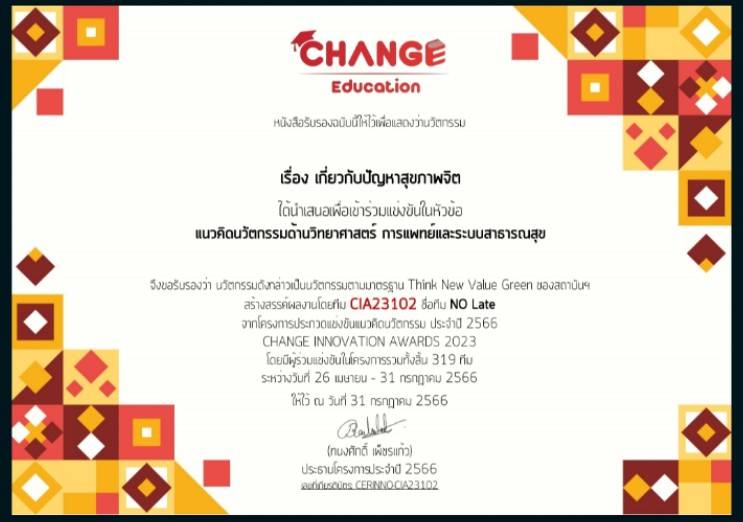 CHANGE
Education
หนังสือรับรองฉบับนี้ให้ไว้เพื่อแสดงว่านวัตกรรม
เรื่อง เกี่ยวกับปัญหาสุขภาพจิต
ได้นำเสนอเพื่อเข้าร่วมแข่งขันในหัวข้อ
แนวคิดนวัตกรรมด้านวิทยาศาสตร์ การแพทย์และระบบสาธารณสุข
จึงขอรับรองว่า นวัตกรรมดังกล่าวเป็นนวัตกรรมตามมาตรฐาน Think New Value Green ของสถาบันฯ
สร้างสรรค์ผลงานโดยทีม CIA23102 ชื่อทีม NO Late
จากโครงการประกวดแข่งขันแนวคิดนวัตกรรม ประจำปี 2566
CHANGE INNOVATION AWARDS 2023
โดยมีผู้ร่วมแข่งขันในโครงการรวมทั้งสิ้น 319 ทีม
ระหว่างวันที่ 26 เมษายน - 31 กรกฎาคม 2566
ให้ไว้ ณ วันที่ 31 กรกฎาคม 2566
(ทนงศักดิ์ เพ็ชรแก้ว)
ประธานโครงการประจำปี 2566
เลขที่เกียรติบัตร CERINNO.CIA23102